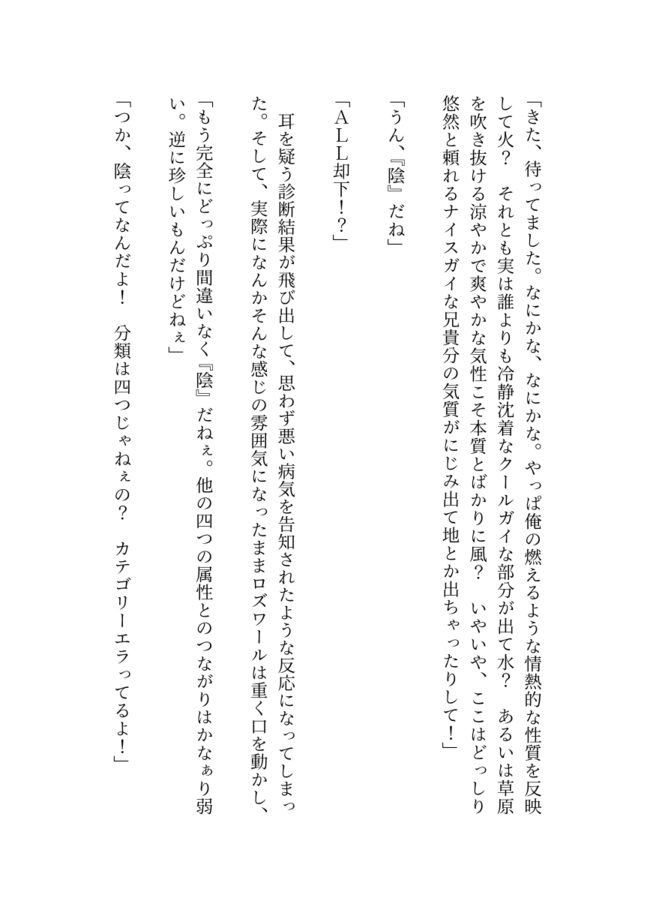 「きた、待ってました。なにかな、なにかな。やっぱ俺の燃えるような情熱的な性質を反映
して火？　それとも実は誰よりも冷静沈着なクールガイな部分が出て水？　あるいは草原
を吹き抜ける涼やかで爽やかな気性こそ本質とばかりに風？　いやいや、ここはどっしり
悠然と頼れるナイスガイな兄貴分の気質がにじみ出て地とか出ちゃったりして！」
「うん、『陰』だね」
「ＡＬＬ却下！？」
　耳を疑う診断結果が飛び出して、思わず悪い病気を告知されたような反応になってしまっ
た。そして、実際になんかそんな感じの雰囲気になったままロズワールは重く口を動かし、
「もう完全にどっぷり間違いなく『陰』だねぇ。他の四つの属性とのつながりはかなぁり弱
い。逆に珍しいもんだけどねぇ」
「つか、陰ってなんだよ！　分類は四つじゃねぇの？　カテゴリーエラってるよ！」